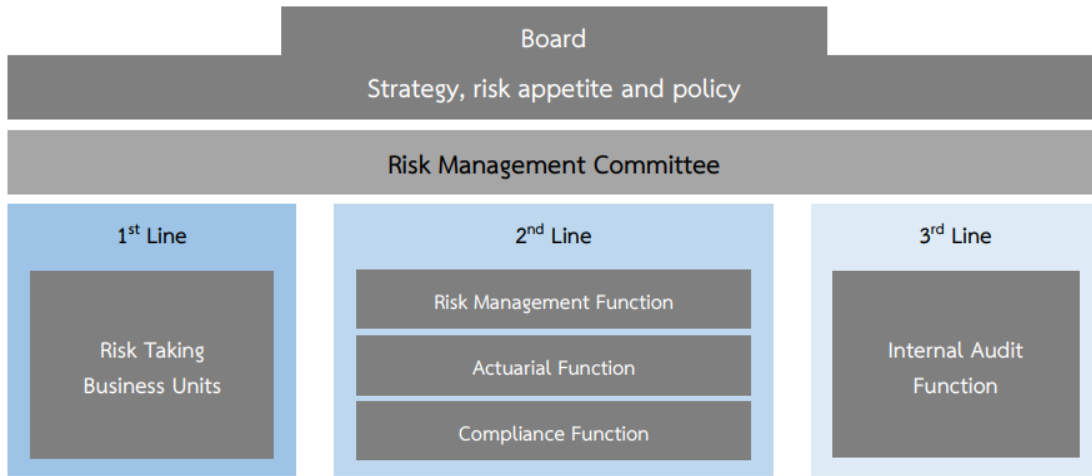 Board
Strategy, risk appetite and policy
Risk Management Committee
1st Line
2nd Line
3rd Line
Risk Taking
Business Units
Risk Management Function
Actuarial Function
Compliance Function
Internal Audit
Function